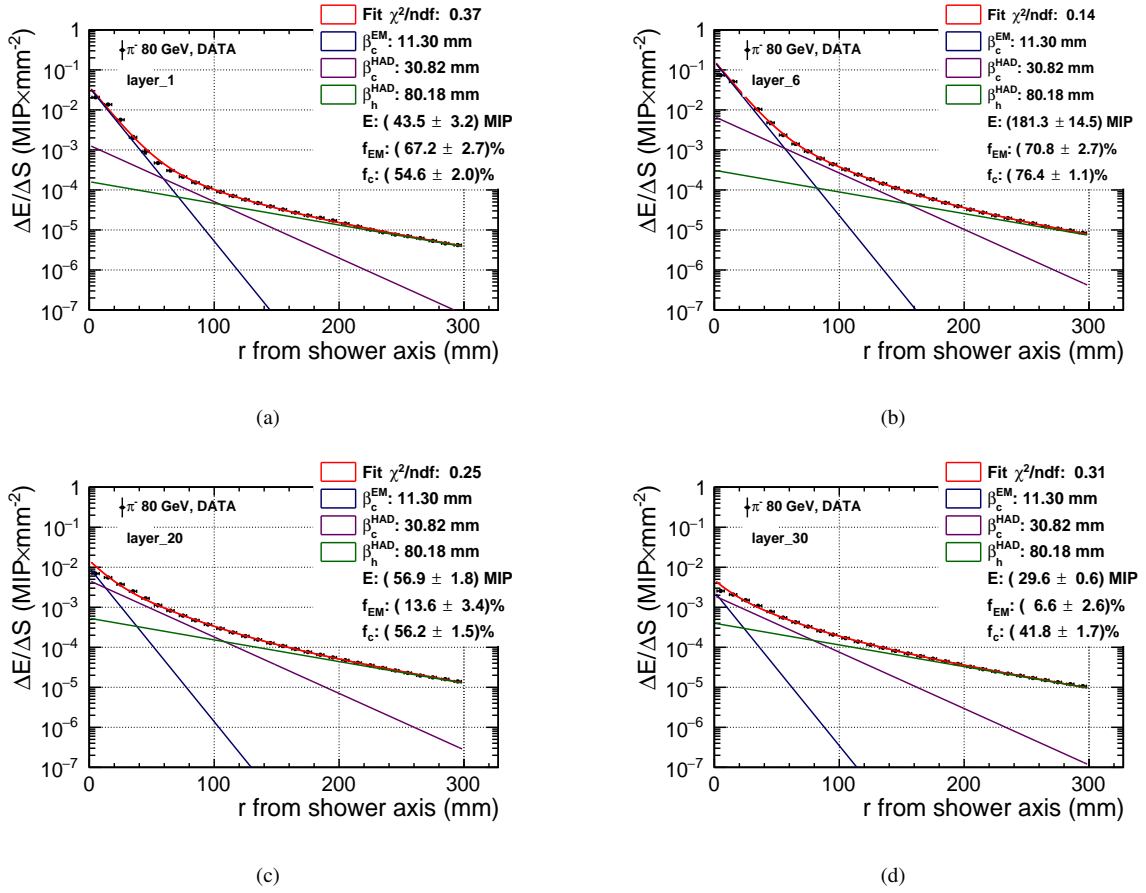 Fit χ²/ndf: 0.37
β_c^EM: 11.30 mm
β_c^HAD: 30.82 mm
β_h^HAD: 80.18 mm
E: ( 43.5 ± 3.2) MIP
f_EM: ( 67.2 ± 2.7)%
f_c: ( 54.6 ± 2.0)%
π⁻ 80 GeV, DATA
layer_1
ΔE/ΔS (MIP×mm⁻²)
1
10⁻¹
10⁻²
10⁻³
10⁻⁴
10⁻⁵
10⁻⁶
10⁻⁷
0 100 200 300
r from shower axis (mm)
(a)
Fit χ²/ndf: 0.14
β_c^EM: 11.30 mm
β_c^HAD: 30.82 mm
β_h^HAD: 80.18 mm
E: (181.3 ± 14.5) MIP
f_EM: ( 70.8 ± 2.7)%
f_c: ( 76.4 ± 1.1)%
π⁻ 80 GeV, DATA
layer_6
ΔE/ΔS (MIP×mm⁻²)
1
10⁻¹
10⁻²
10⁻³
10⁻⁴
10⁻⁵
10⁻⁶
10⁻⁷
0 100 200 300
r from shower axis (mm)
(b)
Fit χ²/ndf: 0.25
β_c^EM: 11.30 mm
β_c^HAD: 30.82 mm
β_h^HAD: 80.18 mm
E: ( 56.9 ± 1.8) MIP
f_EM: ( 13.6 ± 3.4)%
f_c: ( 56.2 ± 1.5)%
π⁻ 80 GeV, DATA
layer_20
ΔE/ΔS (MIP×mm⁻²)
1
10⁻¹
10⁻²
10⁻³
10⁻⁴
10⁻⁵
10⁻⁶
10⁻⁷
0 100 200 300
r from shower axis (mm)
(c)
Fit χ²/ndf: 0.31
β_c^EM: 11.30 mm
β_c^HAD: 30.82 mm
β_h^HAD: 80.18 mm
E: ( 29.6 ± 0.6) MIP
f_EM: ( 6.6 ± 2.6)%
f_c: ( 41.8 ± 1.7)%
π⁻ 80 GeV, DATA
layer_30
ΔE/ΔS (MIP×mm⁻²)
1
10⁻¹
10⁻²
10⁻³
10⁻⁴
10⁻⁵
10⁻⁶
10⁻⁷
0 100 200 300
r from shower axis (mm)
(d)